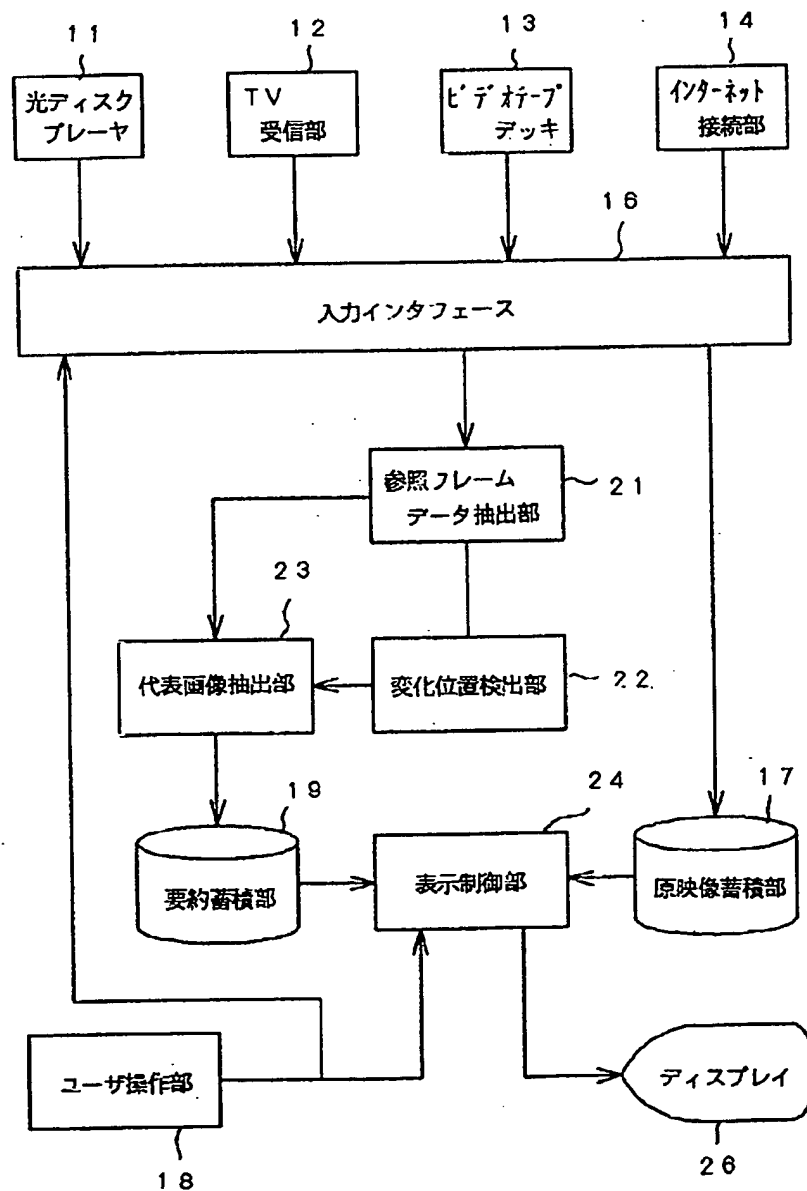 11
12
13
14
光ディスク
プレーヤ
TV
受信部
ビデオテープ
デッキ
インターネット
接続部
16
入力インタフェース
参照フレーム
データ抽出部
21
23
代表画像抽出部
変化位置検出部
22
19
24
17
要約蓄積部
表示制御部
原映像蓄積部
ユーザ操作部
ディスプレイ
18
26